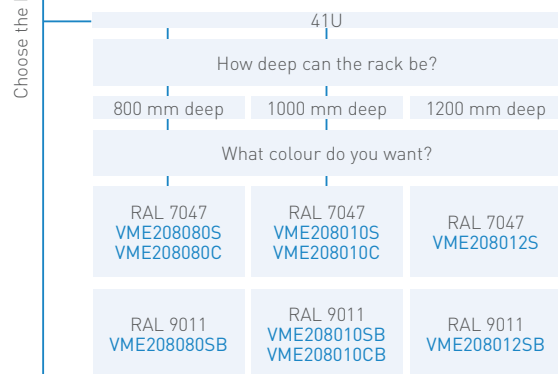 Choose the
41U
How deep can the rack be?
800 mm deep
1000 mm deep
1200 mm deep
What colour do you want?
RAL 7047
VME208080S
VME208080C
RAL 7047
VME208010S
VME208010C
RAL 7047
VME208012S
RAL 9011
VME208080SB
RAL 9011
VME208010SB
VME208010CB
RAL 9011
VME208012SB